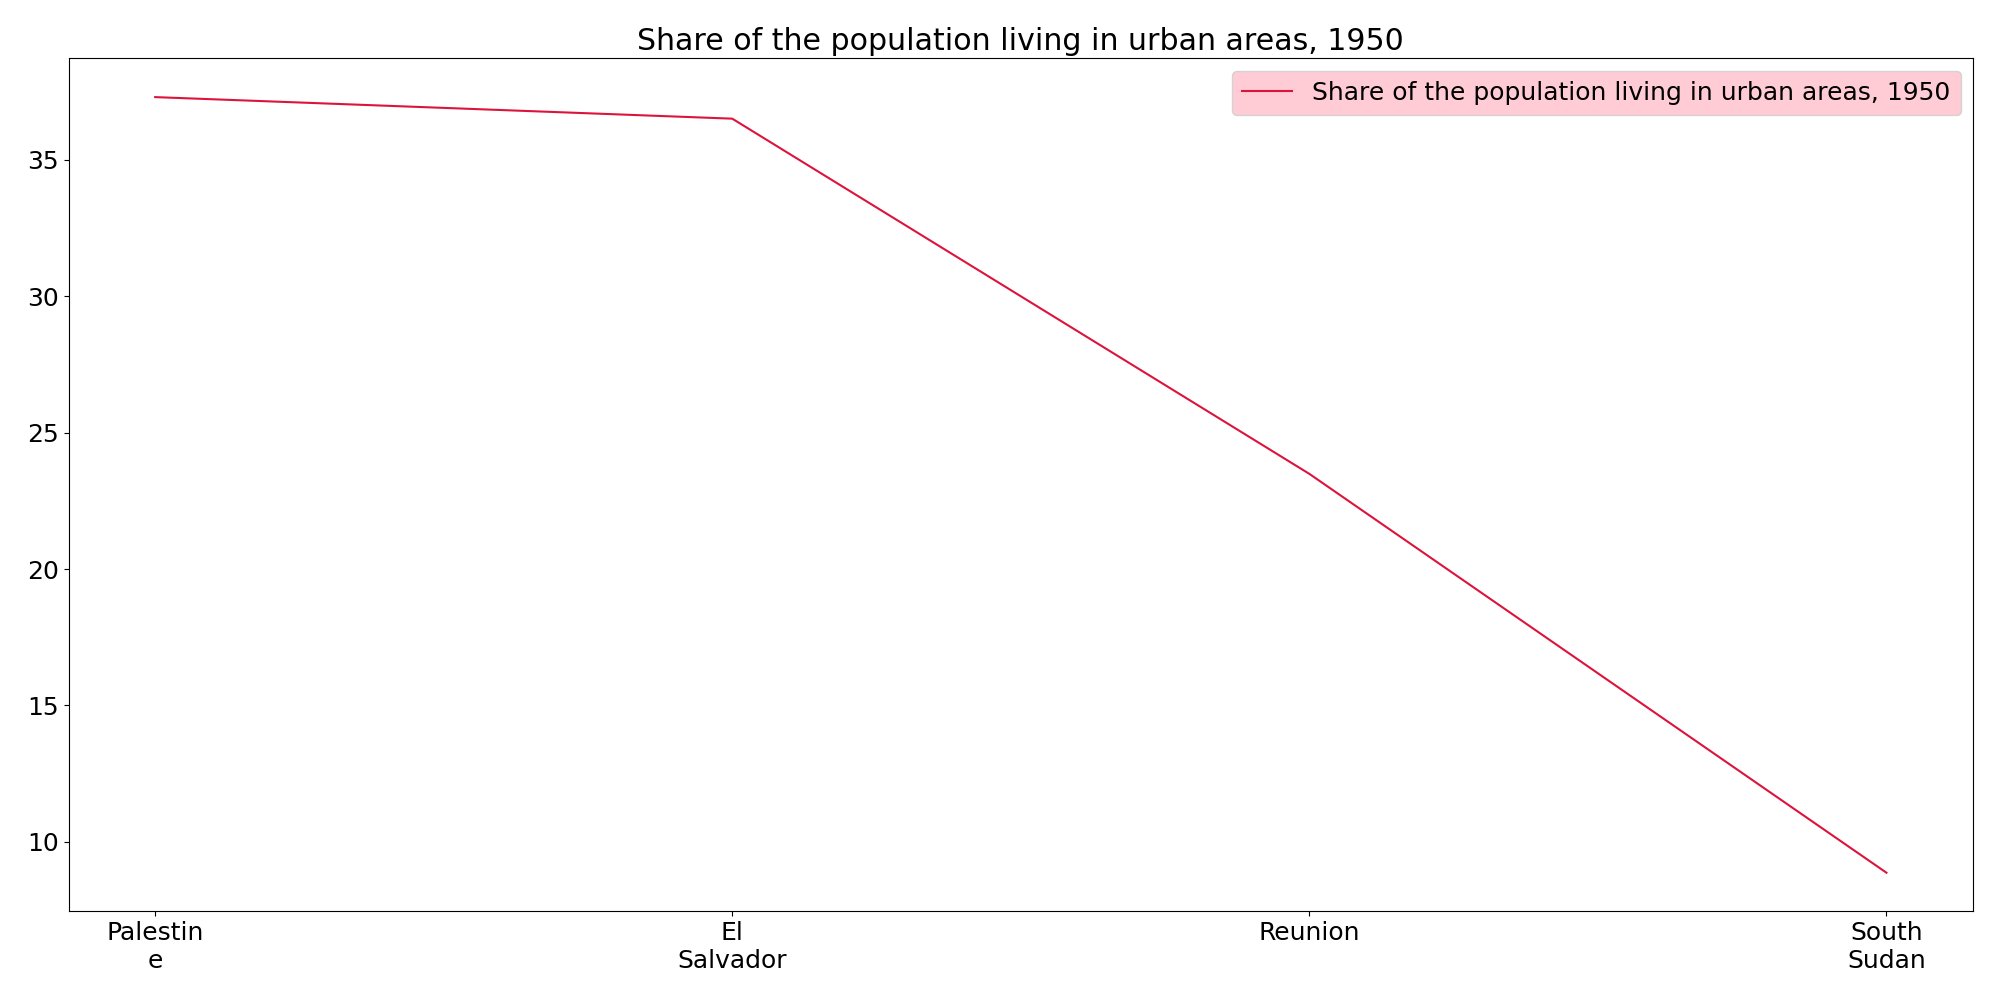 Share of the population living in urban areas, 1950
Share of the population living in urban areas, 1950
35
30
25
20
15
10
Palestin
e
El
Salvador
Reunion
South
Sudan